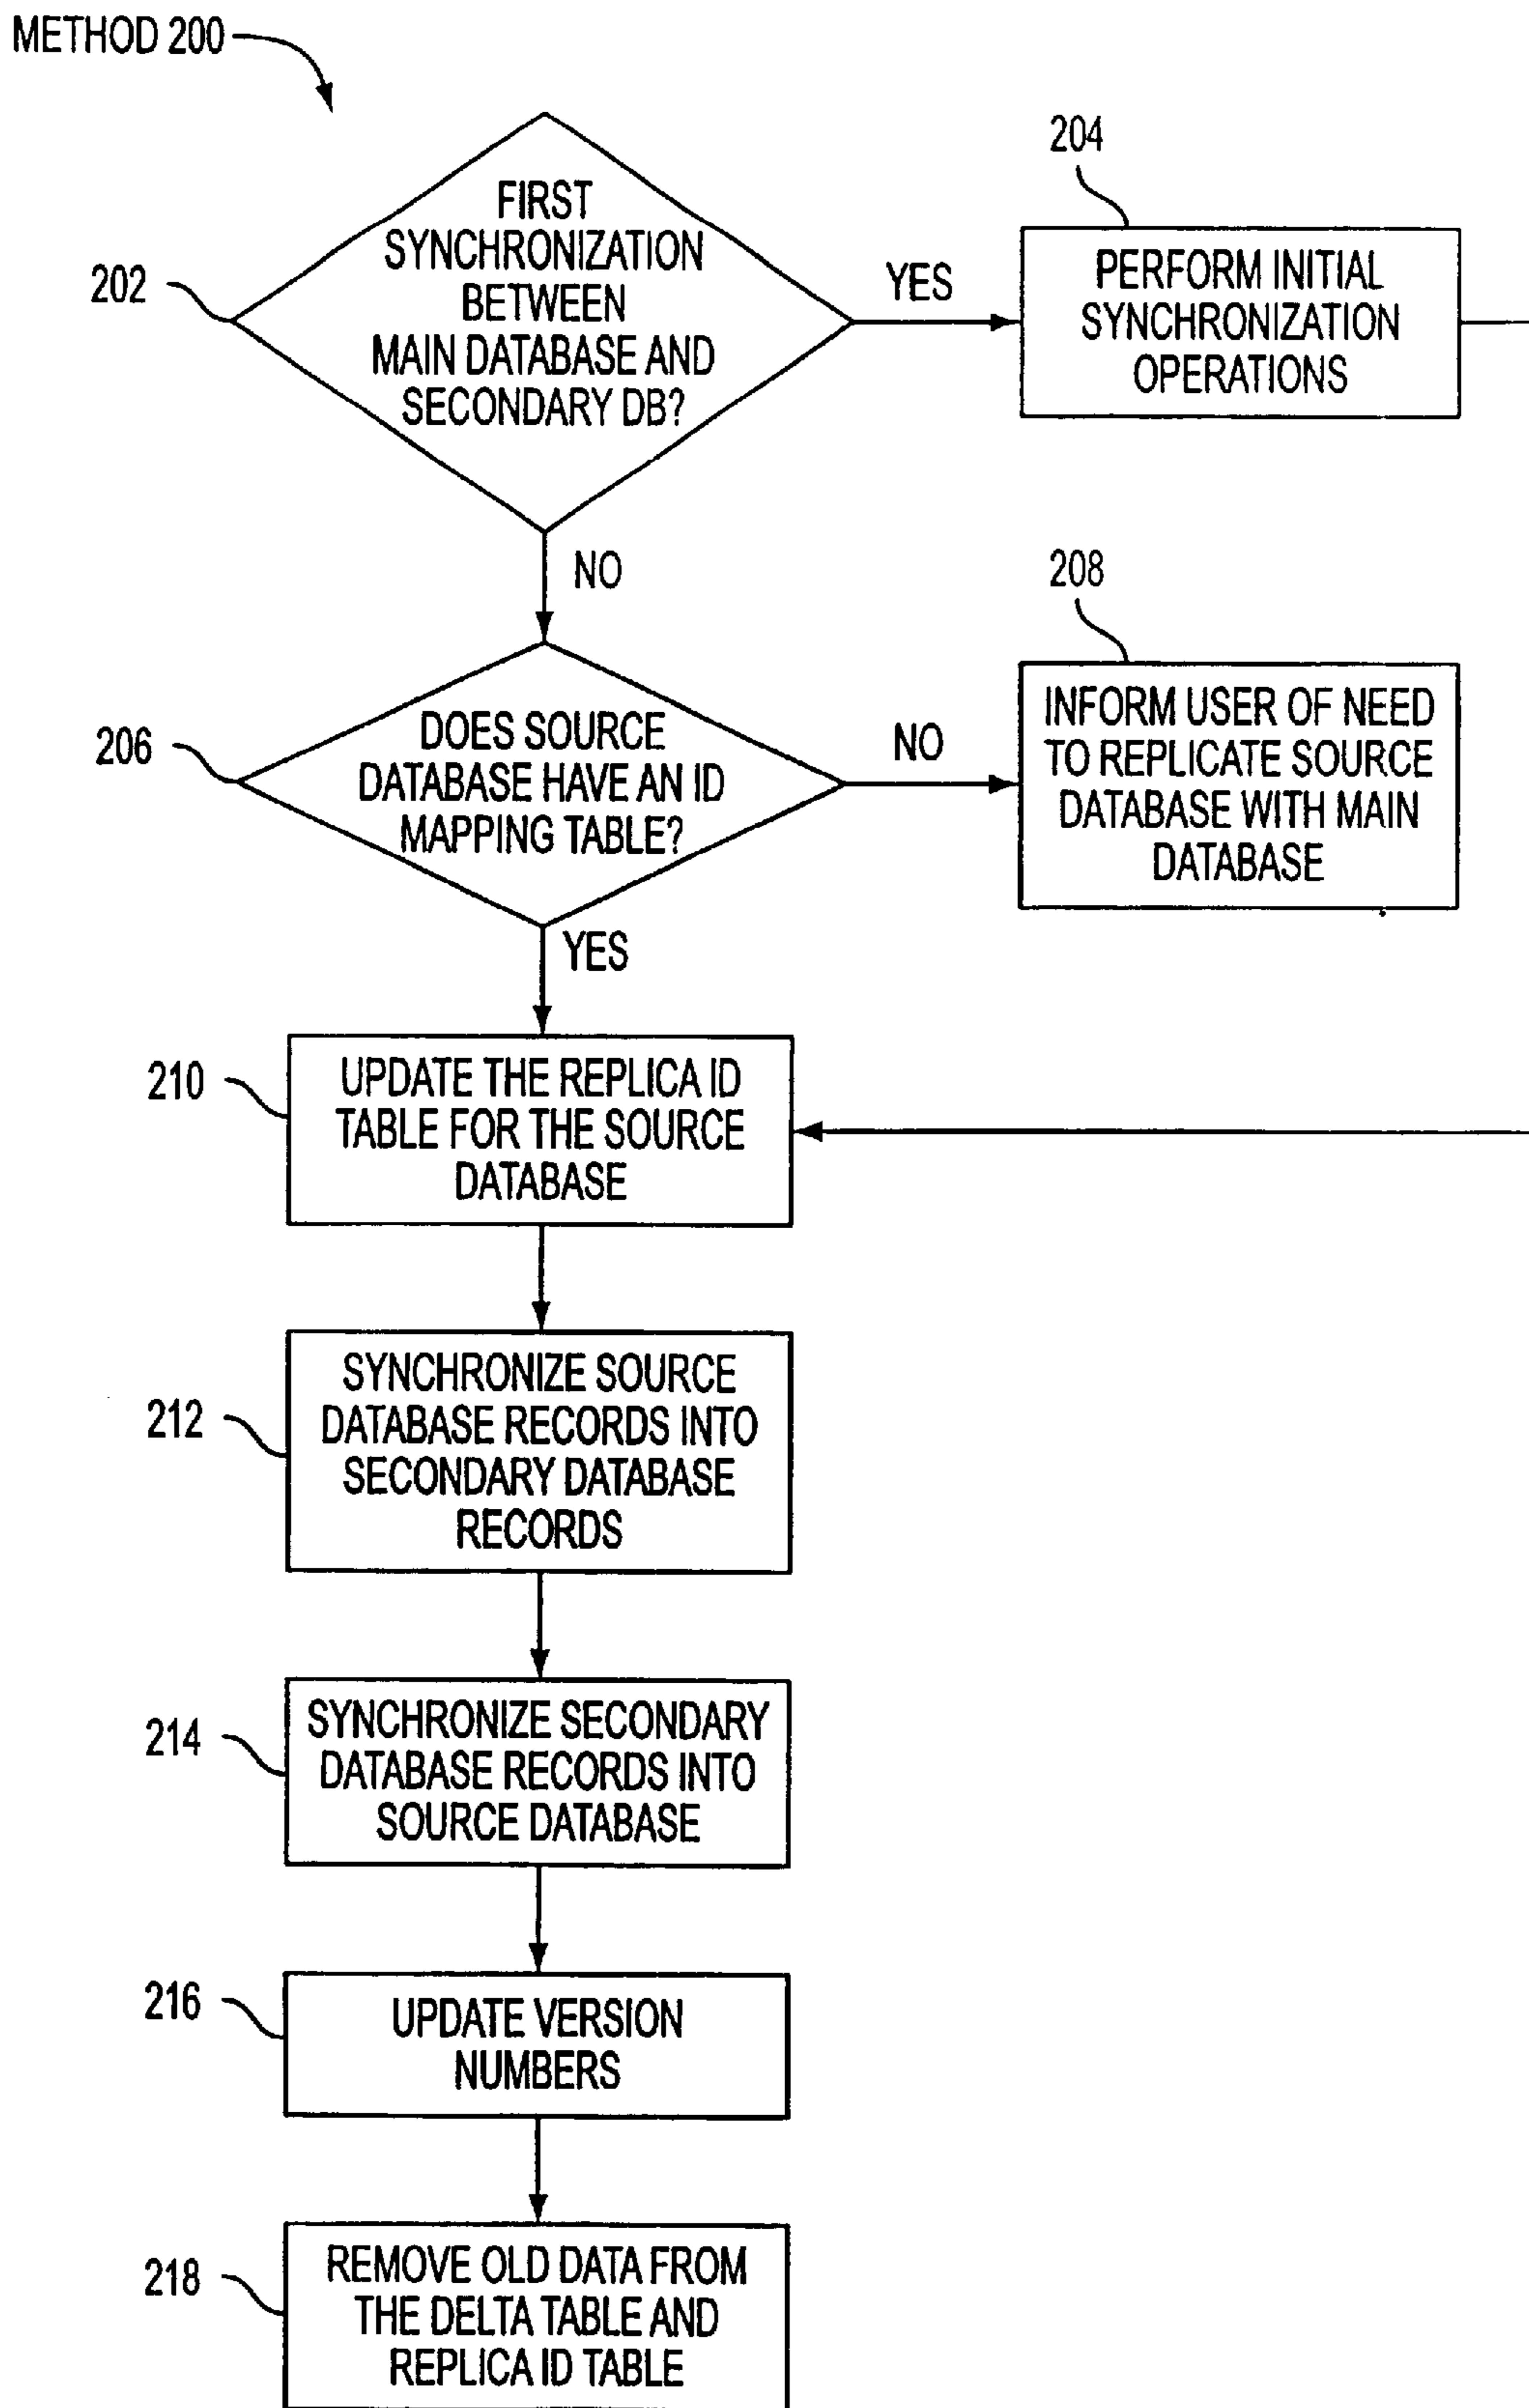 METHOD 200
204
FIRST
SYNCHRONIZATION
BETWEEN
MAIN DATABASE AND
SECONDARY DB?
202
YES
PERFORM INITIAL
SYNCHRONIZATION
OPERATIONS
NO
208
206
DOES SOURCE
DATABASE HAVE AN ID
MAPPING TABLE?
NO
INFORM USER OF NEED
TO REPLICATE SOURCE
DATABASE WITH MAIN
DATABASE
YES
210
UPDATE THE REPLICA ID
TABLE FOR THE SOURCE
DATABASE
212
SYNCHRONIZE SOURCE
DATABASE RECORDS INTO
SECONDARY DATABASE
RECORDS
214
SYNCHRONIZE SECONDARY
DATABASE RECORDS INTO
SOURCE DATABASE
216
UPDATE VERSION
NUMBERS
218
REMOVE OLD DATA FROM
THE DELTA TABLE AND
REPLICA ID TABLE